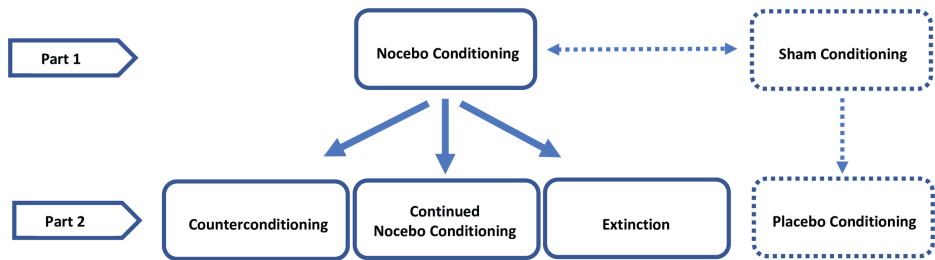 Part 1
Nocebo Conditioning
Sham Conditioning
Part 2
Counterconditioning
Continued
Nocebo Conditioning
Extinction
Placebo Conditioning